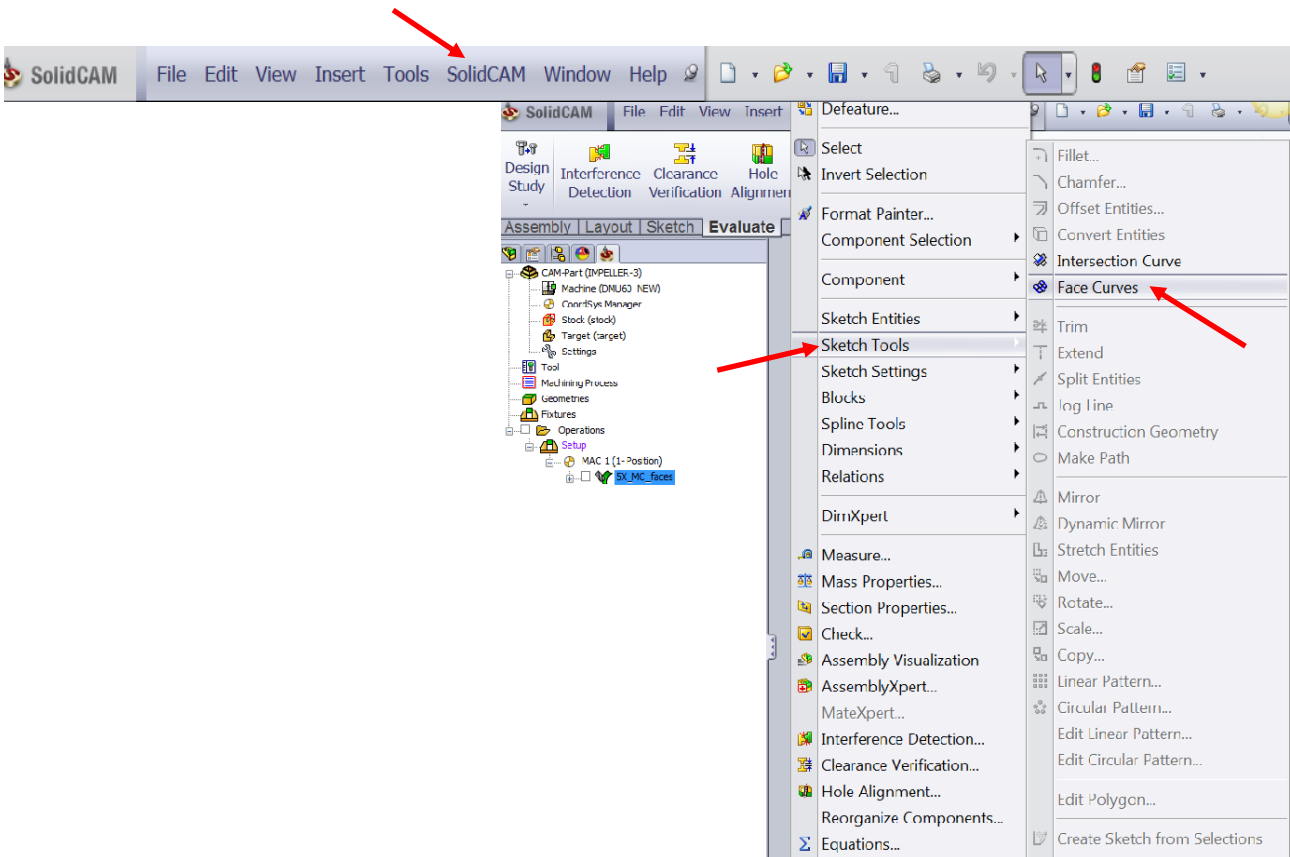 SolidCAM File Edit View Insert Tools SolidCAM Window Help
SolidCAM File Edit View Insert
Design Study
Interference Detection
Clearance Verification
Hole Alignmen
Assembly Layout Sketch Evaluate
CAM-Part (IMPELLER-3)
Machine (DMU60_NEW)
CoordSys Manager
Stock (stock)
Target (target)
Settings
Tool
Machining Process
Geometries
Fixtures
Operations
Setup
MAC 1 (1-Position)
5X_MC_faces
Defeature...
Select
Invert Selection
Format Painter...
Component Selection
Component
Sketch Entities
Sketch Tools
Sketch Settings
Blocks
Spline Tools
Dimensions
Relations
DimXpert
Measure...
Mass Properties...
Section Properties...
Check...
Assembly Visualization
AssemblyXpert...
MateXpert...
Interference Detection...
Clearance Verification...
Hole Alignment...
Reorganize Components...
Equations...
Fillet...
Chamfer...
Offset Entities...
Convert Entities
Intersection Curve
Face Curves
Trim
Extend
Split Entities
Jog Line
Construction Geometry
Make Path
Mirror
Dynamic Mirror
Stretch Entities
Move...
Rotate...
Scale...
Copy...
Linear Pattern...
Circular Pattern...
Edit Linear Pattern...
Edit Circular Pattern...
Edit Polygon...
Create Sketch from Selections